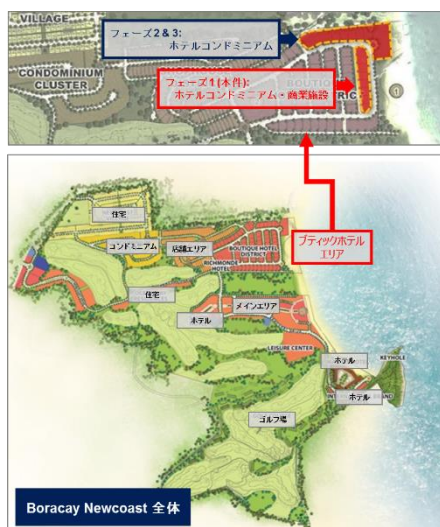 VILLAGE
フェーズ2 & 3:
ホテルコンドミニアム
CONDOMINIUM
CLUSTER
フェーズ1 (本件):
ホテルコンドミニアム・商業施設
1
住宅
コンドミニアム
店舗エリア
BOUTIQUE HOTEL
DISTRICT
RICHMONDE
HOTEL
ブティックホテル
エリア
住宅
メインエリア
ホテル
LEISURE CENTER
ホテル
KEYHOLE
ホテル
ゴルフ場
Boracay Newcoast 全体